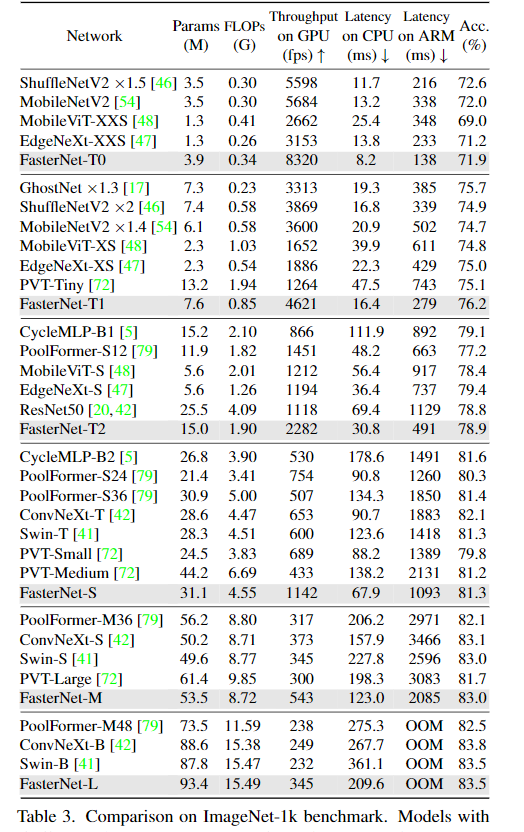 Network Params (M) FLOPs (G) Throughput on GPU (fps) ↑ Latency on CPU (ms) ↓ Latency on ARM (ms) ↓ Acc. (%)
ShuffleNetV2 ×1.5 [46] 3.5 0.30 5598 11.7 216 72.6
MobileNetV2 [54] 3.5 0.30 5684 13.2 338 72.0
MobileViT-XXS [48] 1.3 0.41 2662 25.4 348 69.0
EdgeNeXt-XXS [47] 1.3 0.26 3153 13.8 233 71.2
FasterNet-T0 3.9 0.34 8320 8.2 138 71.9
GhostNet ×1.3 [17] 7.3 0.23 3313 19.3 385 75.7
ShuffleNetV2 ×2 [46] 7.4 0.58 3869 16.8 339 74.9
MobileNetV2 ×1.4 [54] 6.1 0.58 3600 20.9 502 74.7
MobileViT-XS [48] 2.3 1.03 1652 39.9 611 74.8
EdgeNeXt-XS [47] 2.3 0.54 1886 22.3 429 75.0
PVT-Tiny [72] 13.2 1.94 1264 47.5 743 75.1
FasterNet-T1 7.6 0.85 4621 16.4 279 76.2
CycleMLP-B1 [5] 15.2 2.10 866 111.9 892 79.1
PoolFormer-S12 [79] 11.9 1.82 1451 48.2 663 77.2
MobileViT-S [48] 5.6 2.01 1212 56.4 917 78.4
EdgeNeXt-S [47] 5.6 1.26 1194 36.4 737 79.4
ResNet50 [20,42] 25.5 4.09 1118 69.4 1129 78.8
FasterNet-T2 15.0 1.90 2282 30.8 491 78.9
CycleMLP-B2 [5] 26.8 3.90 530 178.6 1491 81.6
PoolFormer-S24 [79] 21.4 3.41 754 90.8 1260 80.3
PoolFormer-S36 [79] 30.9 5.00 507 134.3 1850 81.4
ConvNeXt-T [42] 28.6 4.47 653 90.7 1883 82.1
Swin-T [41] 28.3 4.51 600 123.6 1418 81.3
PVT-Small [72] 24.5 3.83 689 88.2 1389 79.8
PVT-Medium [72] 44.2 6.69 433 138.2 2131 81.2
FasterNet-S 31.1 4.55 1142 67.9 1093 81.3
PoolFormer-M36 [79] 56.2 8.80 317 206.2 2971 82.1
ConvNeXt-S [42] 50.2 8.71 373 157.9 3466 83.1
Swin-S [41] 49.6 8.77 345 227.8 2596 83.0
PVT-Large [72] 61.4 9.85 300 198.3 3083 81.7
FasterNet-M 53.5 8.72 543 123.0 2085 83.0
PoolFormer-M48 [79] 73.5 11.59 238 275.3 OOM 82.5
ConvNeXt-B [42] 88.6 15.38 249 267.7 OOM 83.8
Swin-B [41] 87.8 15.47 232 361.1 OOM 83.5
FasterNet-L 93.4 15.49 345 209.6 OOM 83.5
Table 3. Comparison on ImageNet-1k benchmark. Models with